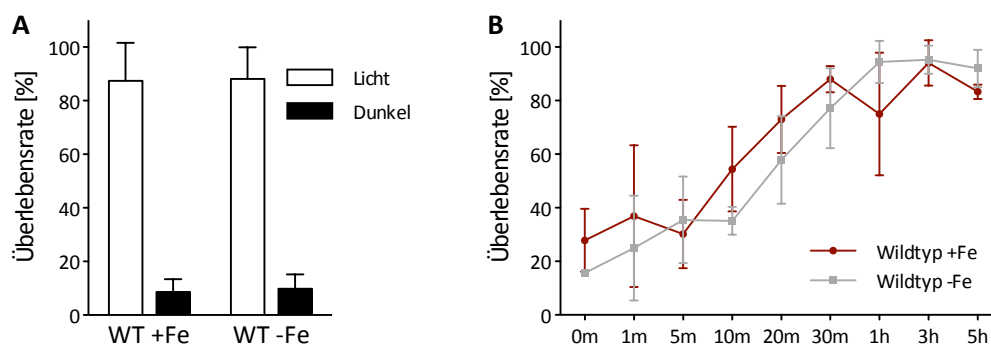 A
Überlebensrate [%]
100
80
60
40
20
0
Licht
Dunkel
WT +Fe
WT -Fe
B
Überlebensrate [%]
100
80
60
40
20
0
Wildtyp +Fe
Wildtyp -Fe
0m 1m 5m 10m 20m 30m 1h 3h 5h